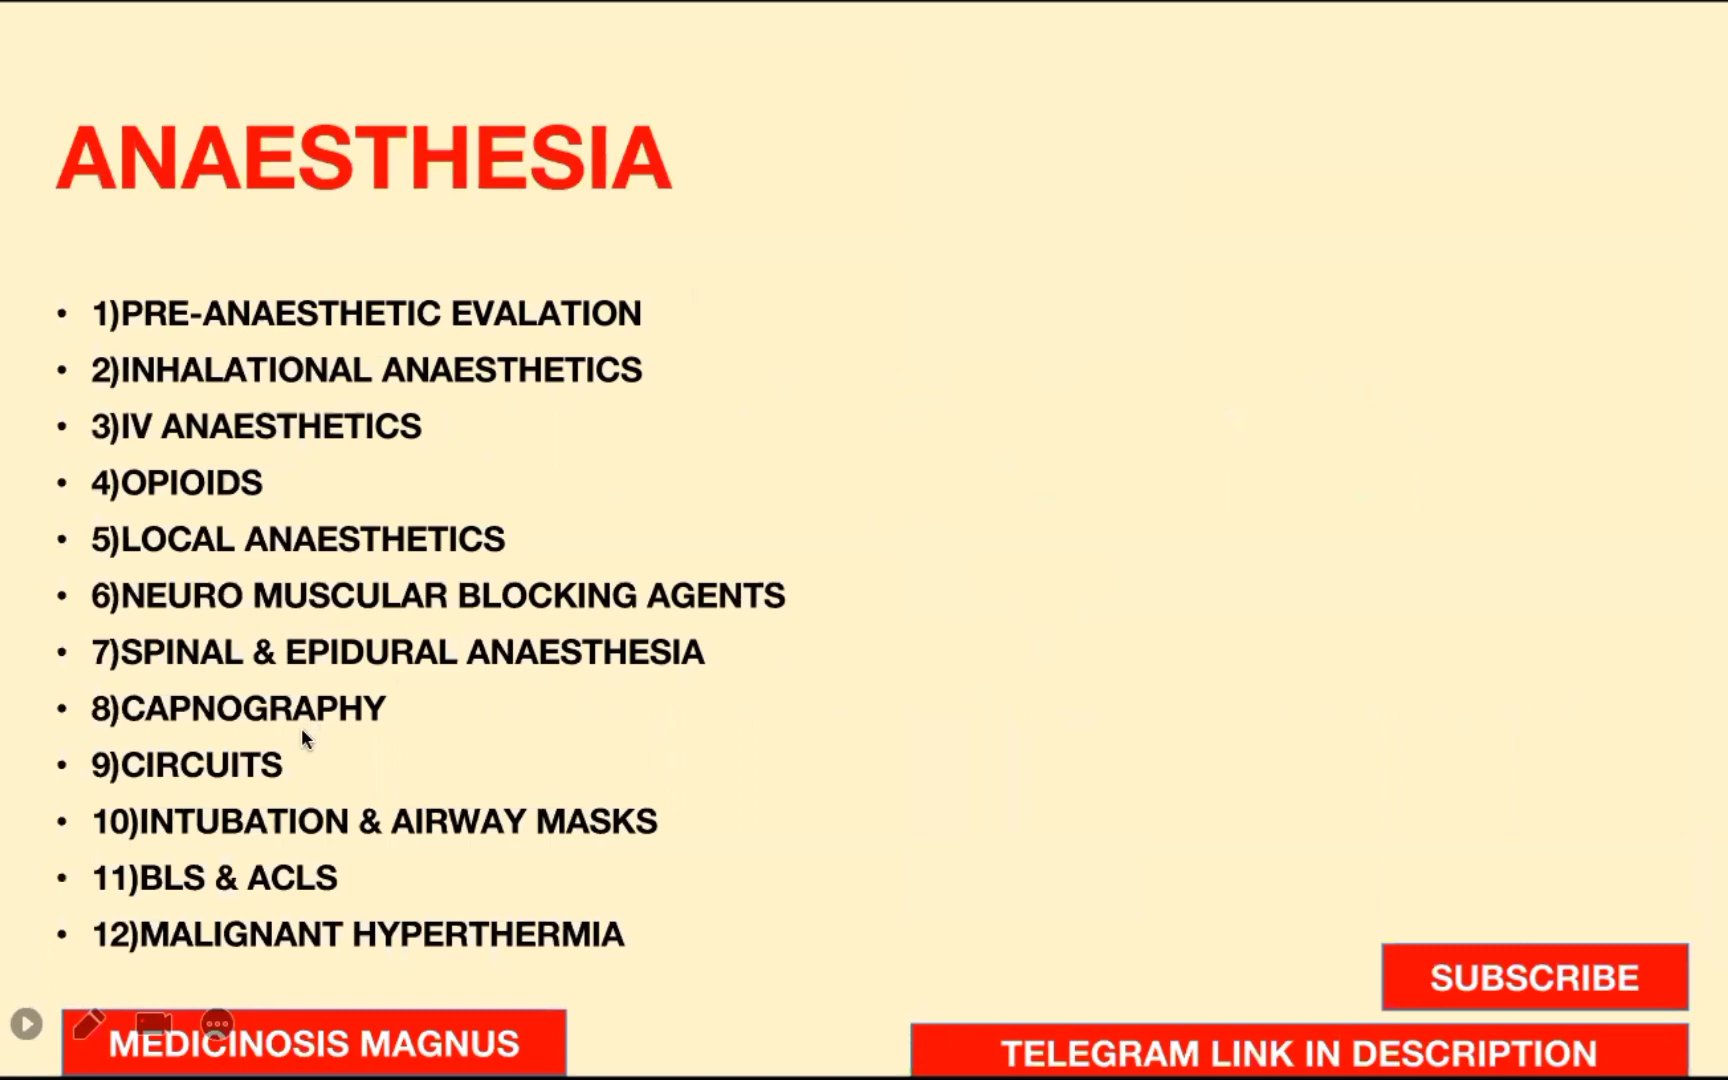 ANAESTHESIA
• 1)PRE-ANAESTHETIC EVALATION
• 2)INHALATIONAL ANAESTHETICS
• 3)IV ANAESTHETICS
• 4)OPIOIDS
• 5)LOCAL ANAESTHETICS
• 6)NEURO MUSCULAR BLOCKING AGENTS
• 7)SPINAL & EPIDURAL ANAESTHESIA
• 8)CAPNOGRAPHY
• 9)CIRCUITS
• 10)INTUBATION & AIRWAY MASKS
• 11)BLS & ACLS
• 12)MALIGNANT HYPERTHERMIA
SUBSCRIBE
MEDICINOSIS MAGNUS
TELEGRAM LINK IN DESCRIPTION